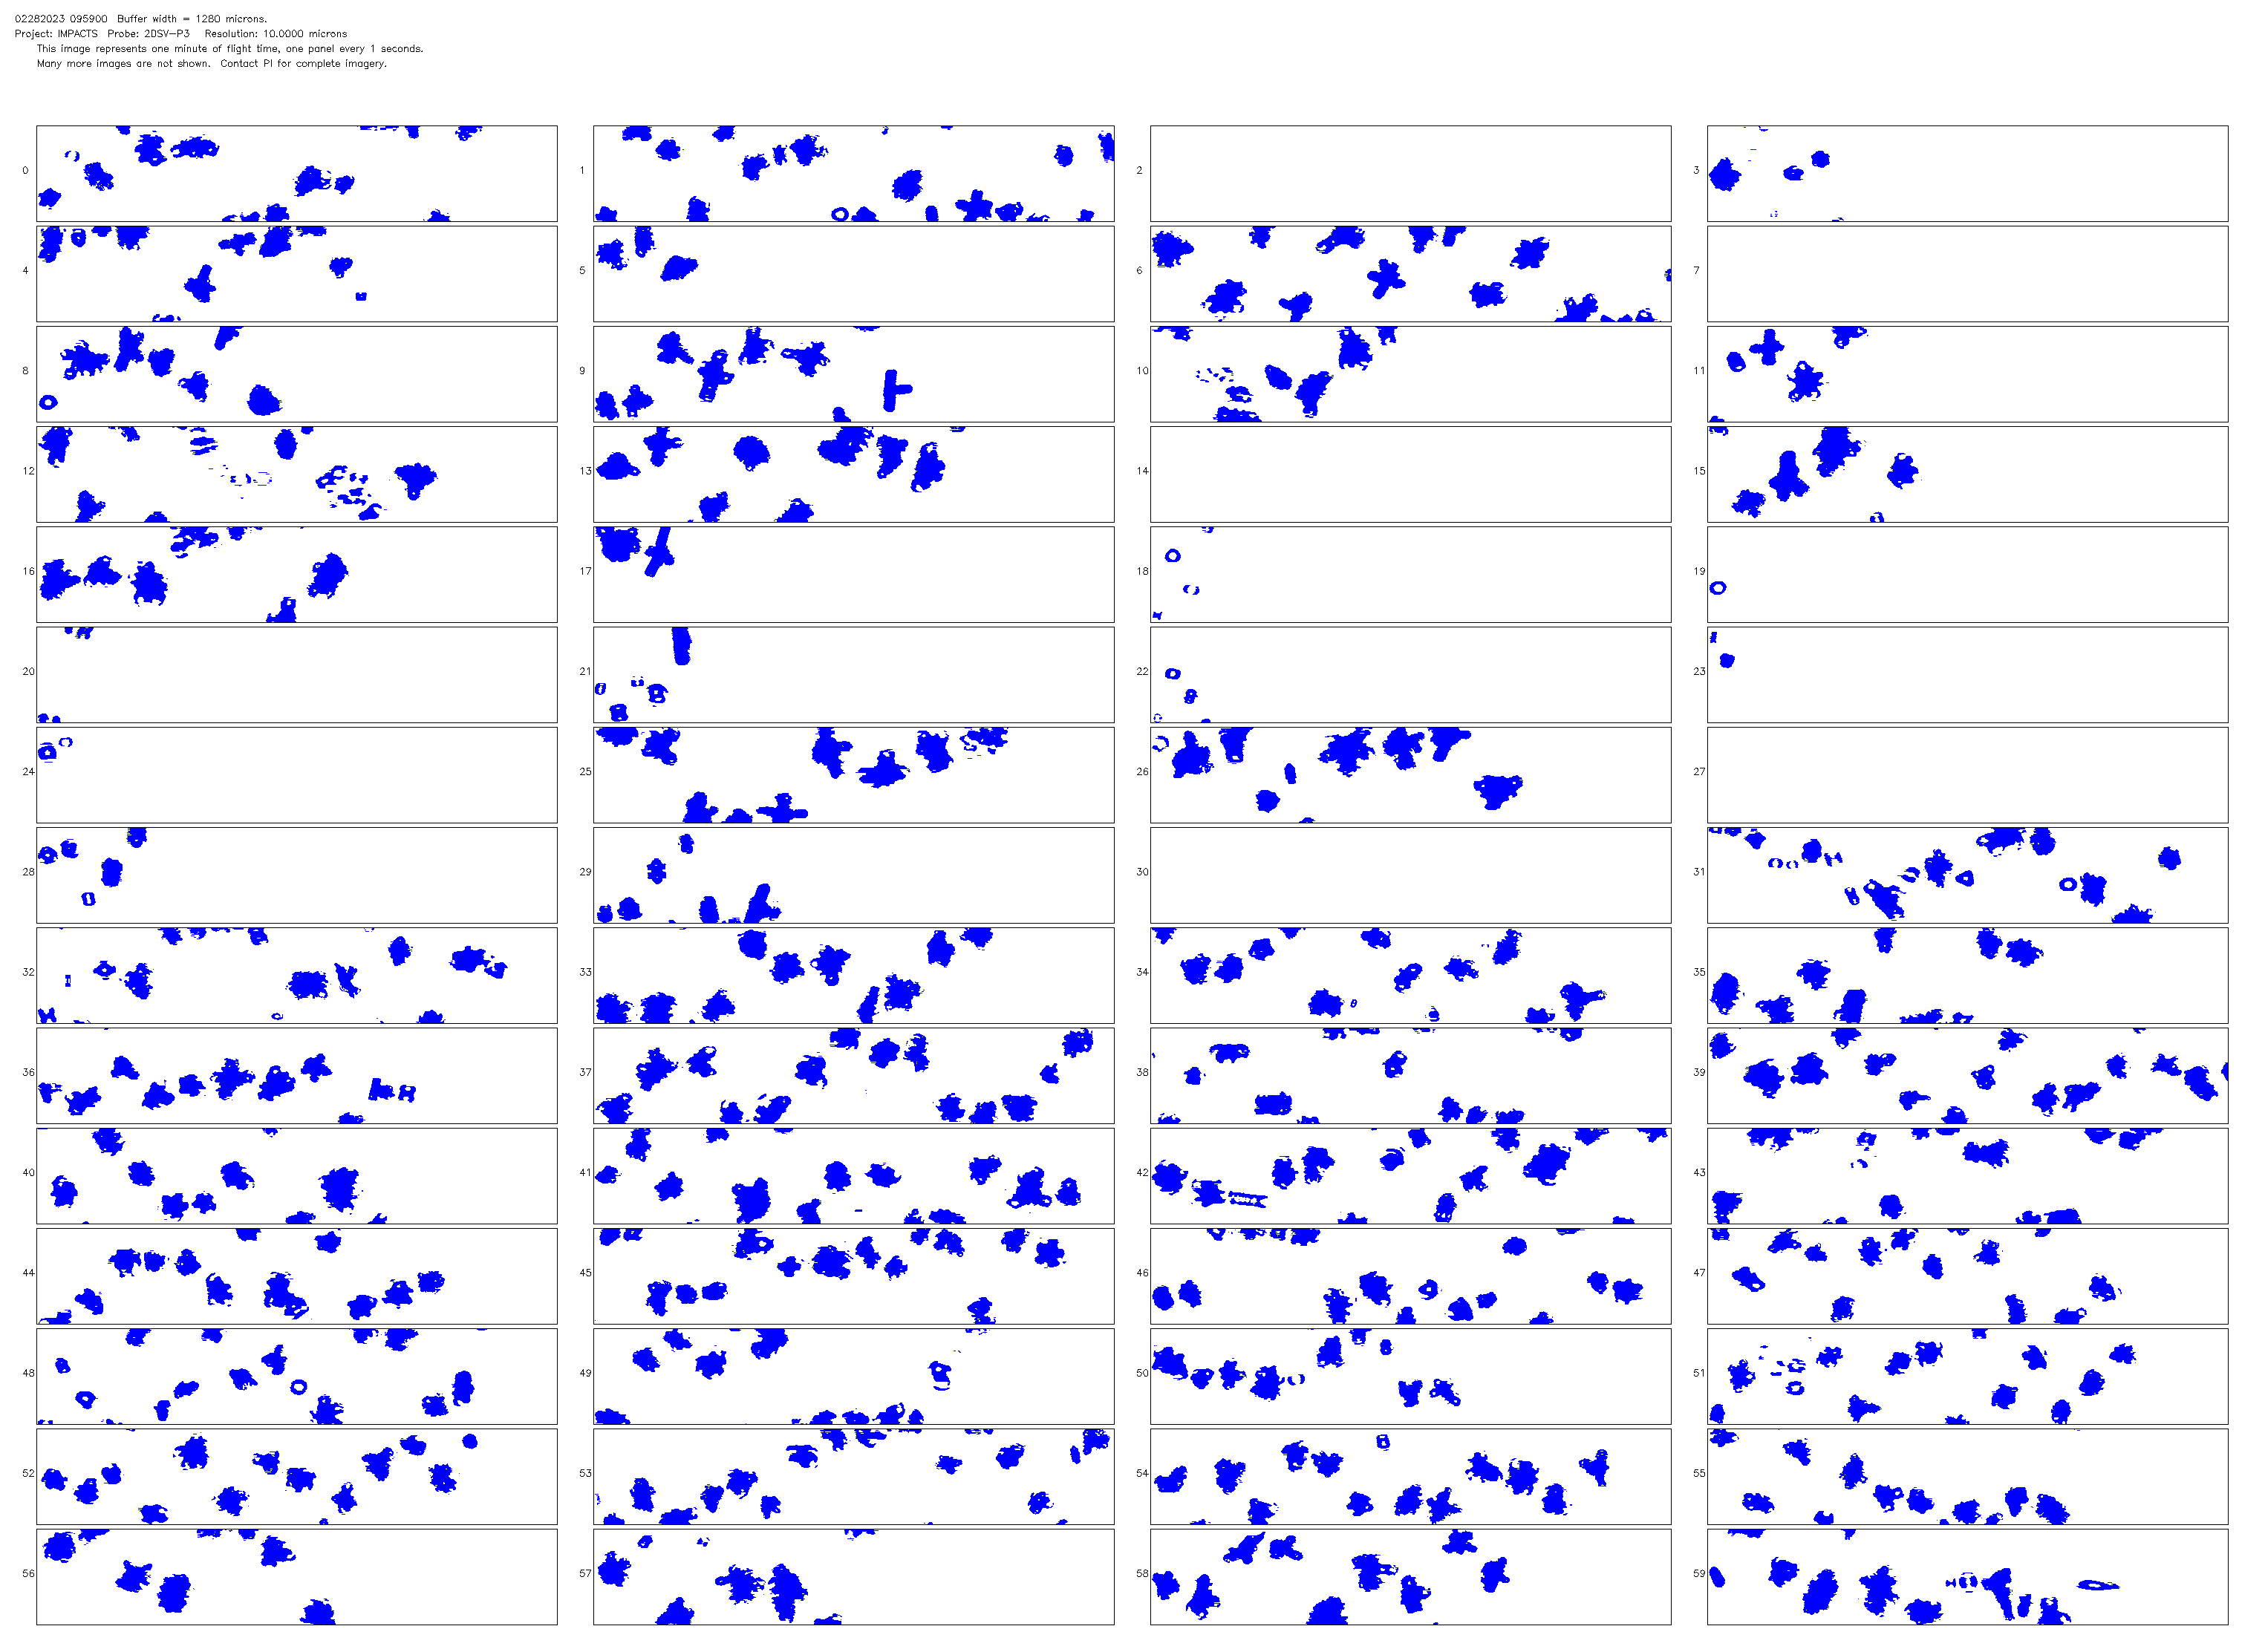 02282023 095900  Buffer width = 1280 microns.
Project: IMPACTS  Probe: 2DSV-P3    Resolution: 10.0000 microns
This image represents one minute of flight time, one panel every 1 seconds.
Many more images are not shown.  Contact PI for complete imagery.
0 1 2 3
4 5 6 7
8 9 10 11
12 13 14 15
16 17 18 19
20 21 22 23
24 25 26 27
28 29 30 31
32 33 34 35
36 37 38 39
40 41 42 43
44 45 46 47
48 49 50 51
52 53 54 55
56 57 58 59